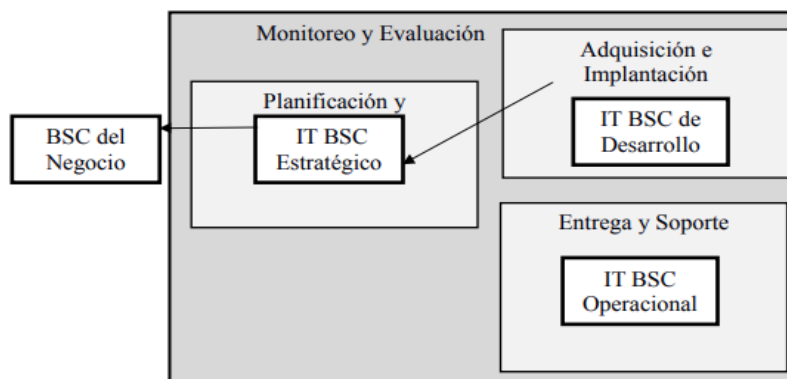 Monitoreo y Evaluación
Adquisición e
Implantación
IT BSC de
Desarrollo
Planificación y
IT BSC
Estratégico
BSC del
Negocio
Entrega y Soporte
IT BSC
Operacional